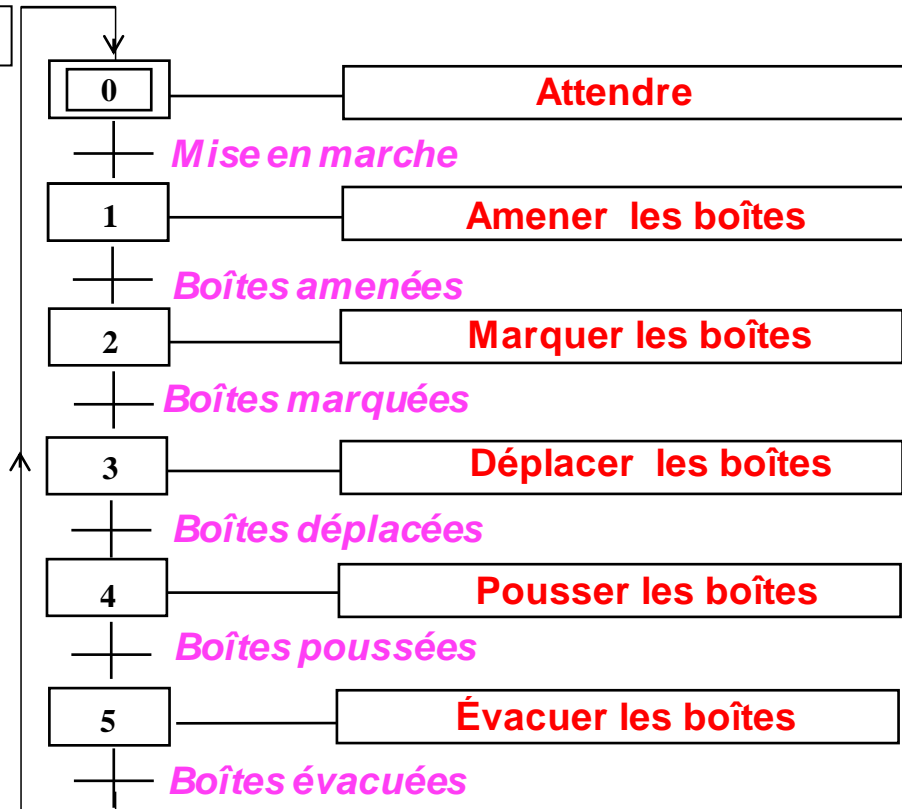 0 Attendre
Mise en marche
1 Amener les boîtes
Boîtes amenées
2 Marquer les boîtes
Boîtes marquées
3 Déplacer les boîtes
Boîtes déplacées
4 Pousser les boîtes
Boîtes poussées
5 Évacuer les boîtes
Boîtes évacuées